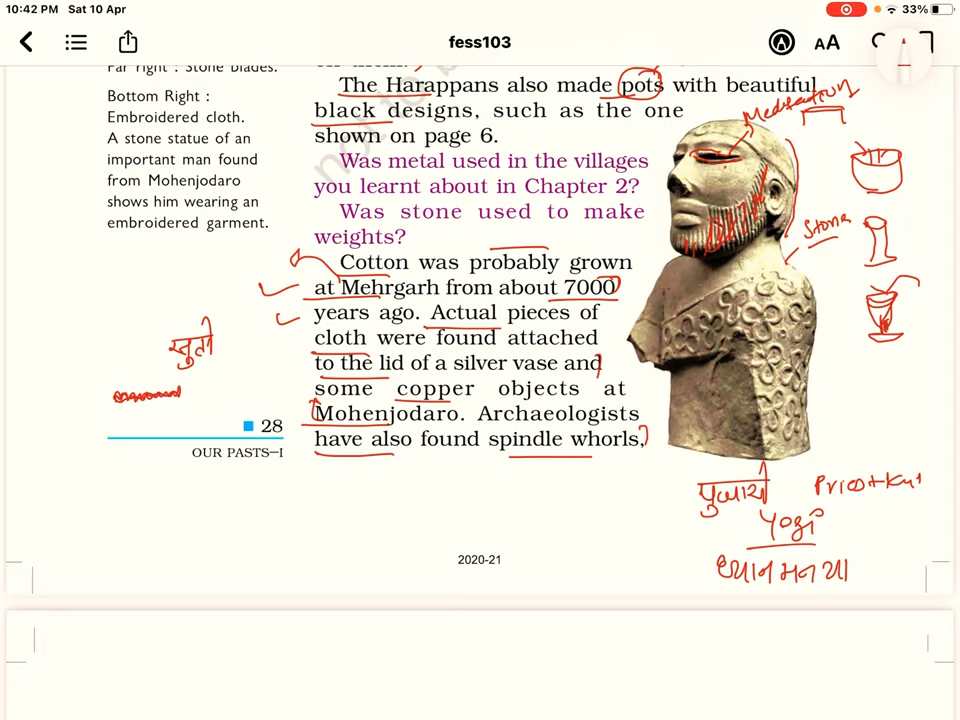 10:42 PM Sat 10 Apr
33%
fess103
AA
Far right : Stone blades.
Bottom Right :
Embroidered cloth.
A stone statue of an
important man found
from Mohenjodaro
shows him wearing an
embroidered garment.
The Harappans also made pots with beautiful
black designs, such as the one
shown on page 6.
Was metal used in the villages
you learnt about in Chapter 2?
Was stone used to make
weights?
Cotton was probably grown
at Mehrgarh from about 7000
years ago. Actual pieces of
cloth were found attached
to the lid of a silver vase and
some copper objects at
Mohenjodaro. Archaeologists
have also found spindle whorls,
Meditation
Stone
Yogi
28
OUR PASTS–I
2020-21